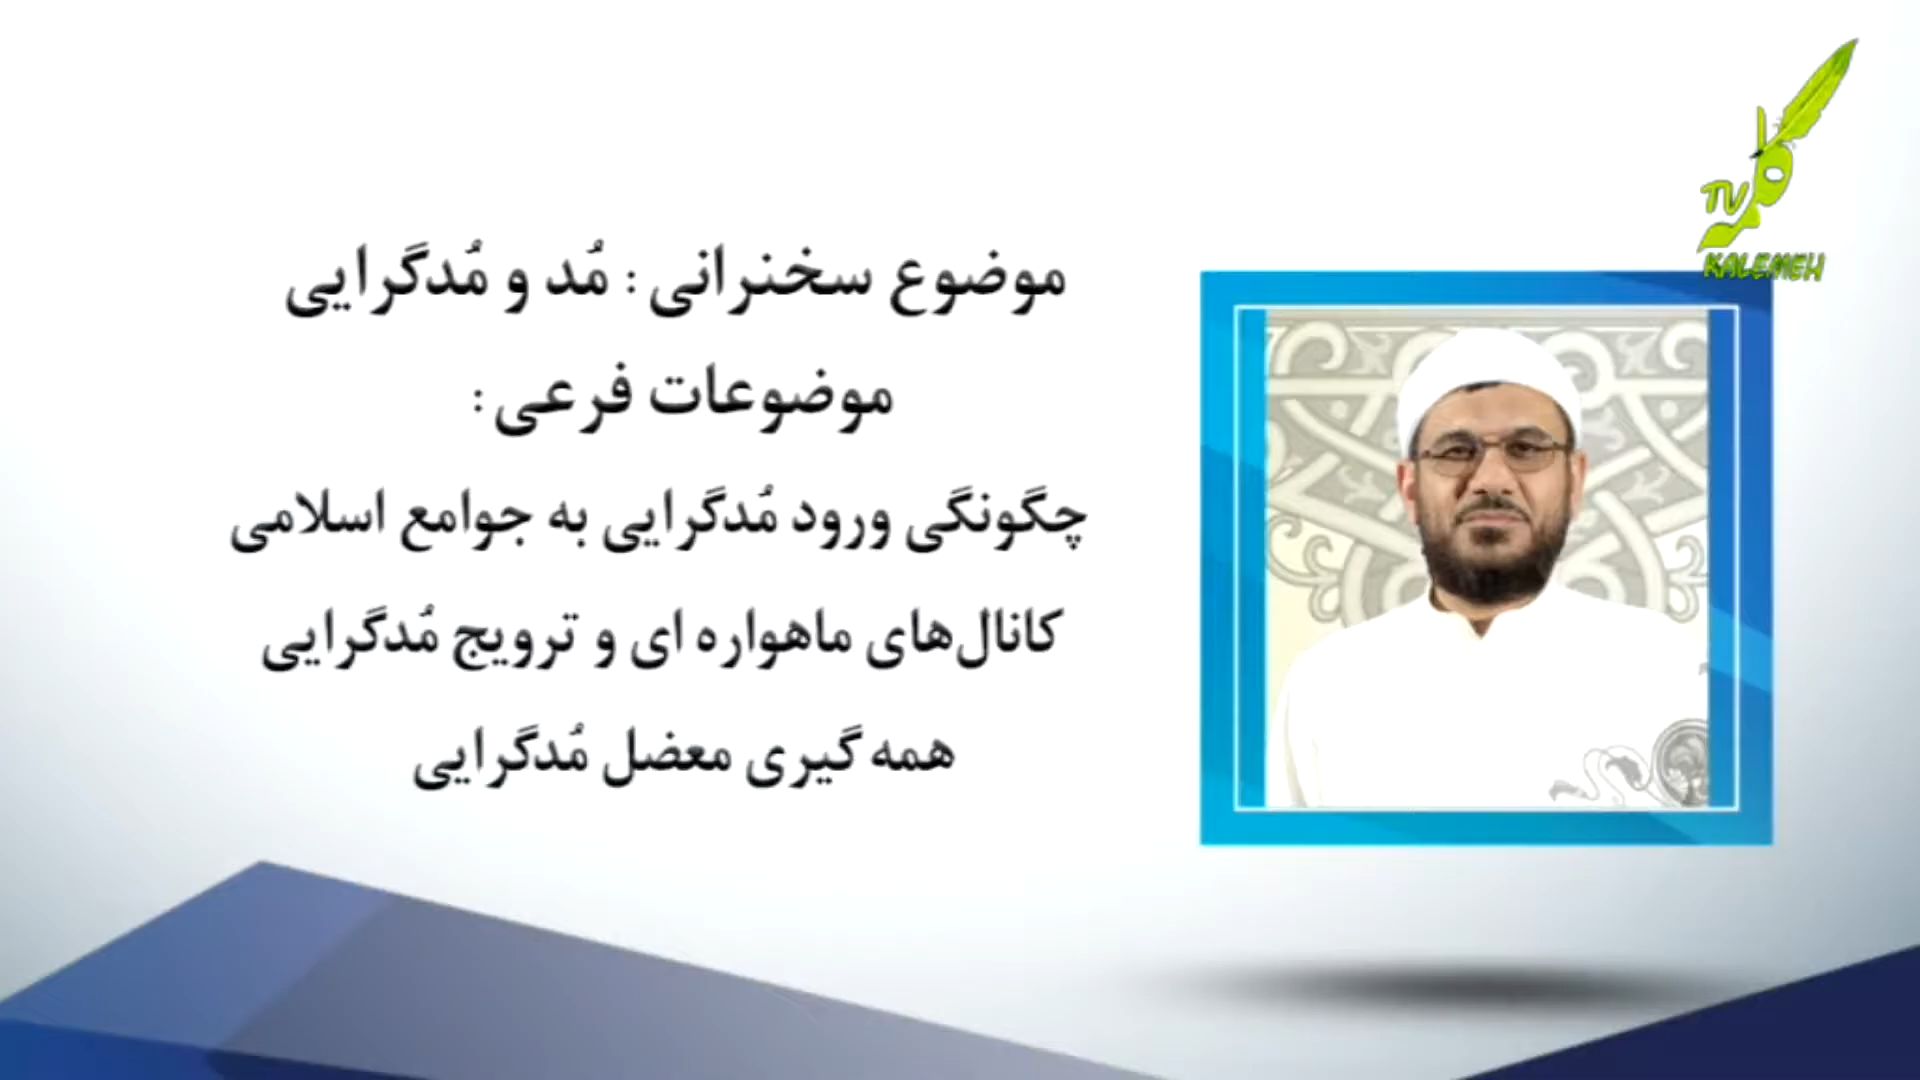 کلمه
TV
KALEMEH
موضوع سخنرانی : مُد و مُدگرایی
موضوعات فرعی :
چگونگی ورود مُدگرایی به جوامع اسلامی
کانال‌های ماهواره ای و ترویج مُدگرایی
همه گیری معضل مُدگرایی